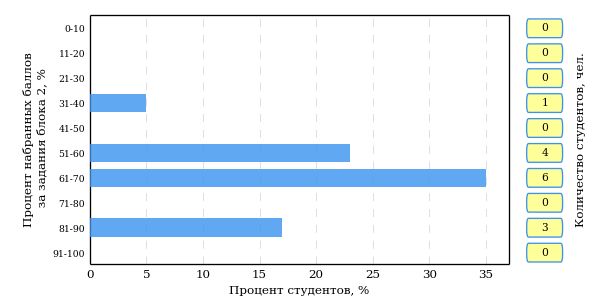 Процент набранных баллов
за задания блока 2, %
0-10 0
11-20 0
21-30 0
31-40 1
41-50 0
51-60 4
61-70 6
71-80 0
81-90 3
91-100 0
Количество студентов, чел.
0 5 10 15 20 25 30 35
Процент студентов, %